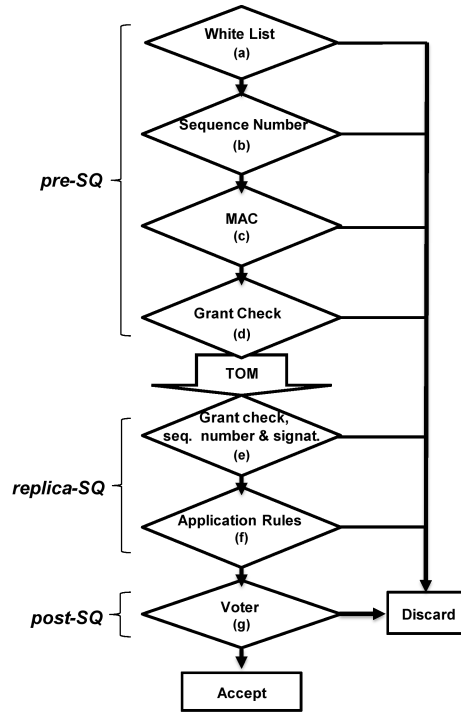 White List
(a)
Sequence Number
(b)
pre-SQ
MAC
(c)
Grant Check
(d)
TOM
Grant check,
seq. number & signat.
(e)
replica-SQ
Application Rules
(f)
post-SQ
Voter
(g)
Discard
Accept